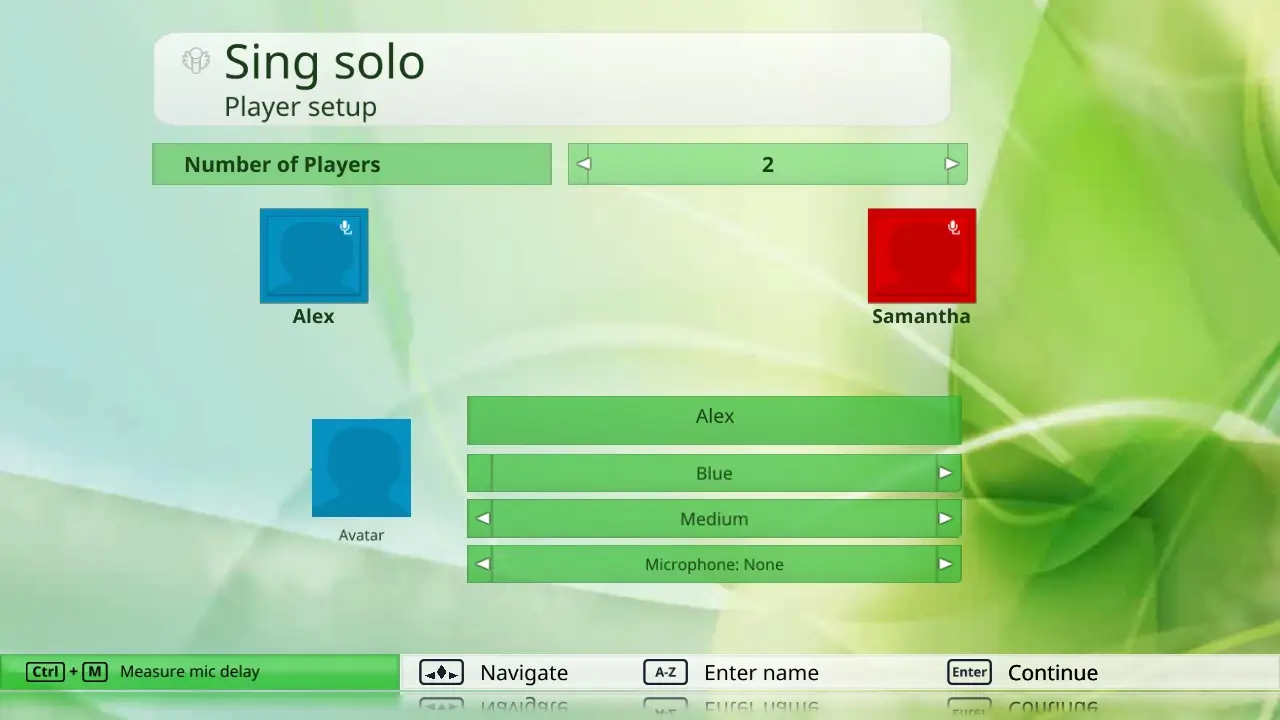 Sing solo
Player setup
Number of Players
2
Alex
Samantha
Alex
Blue
Medium
Avatar
Microphone: None
Ctrl + M Measure mic delay
Navigate
A-Z Enter name
Enter Continue